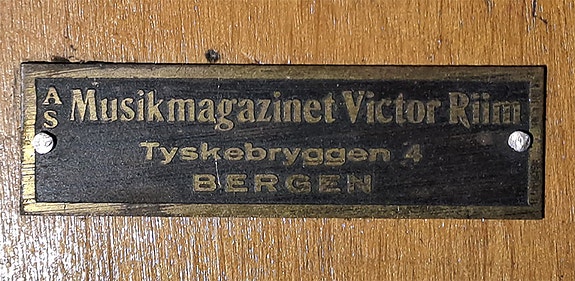 AS Musikmagazinet Victor Riim
Tyskebryggen 4
BERGEN